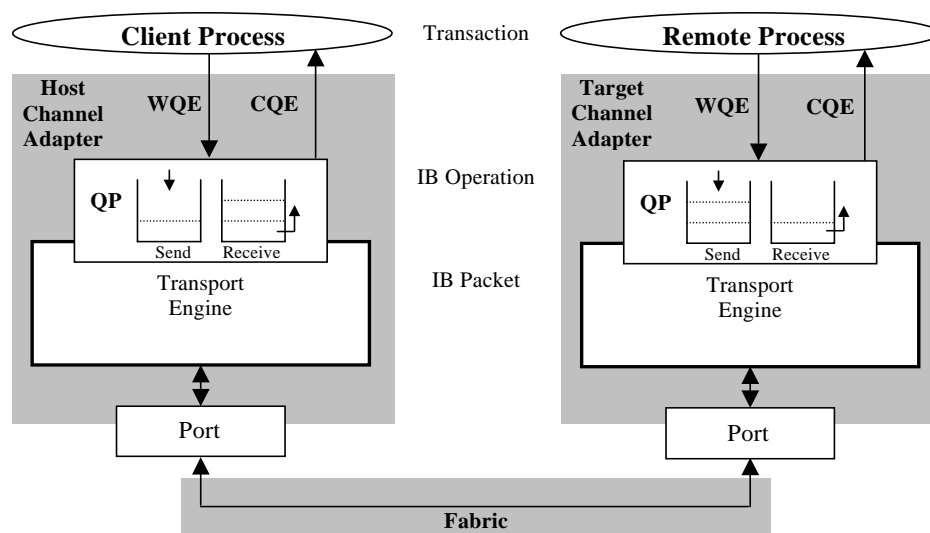 Client Process
Transaction
Remote Process
Host
Channel
Adapter
WQE
CQE
Target
Channel
Adapter
WQE
CQE
IB Operation
QP
Send
Receive
QP
Send
Receive
IB Packet
Transport
Engine
Transport
Engine
Port
Port
Fabric